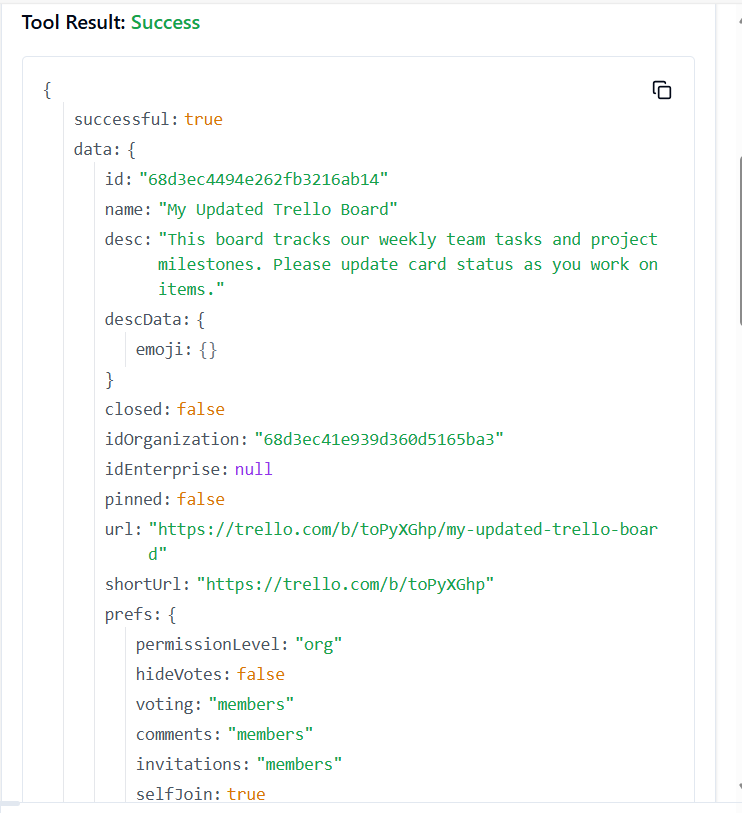 Tool Result: Success
{
successful: true
data: {
id: "68d3ec4494e262fb3216ab14"
name: "My Updated Trello Board"
desc: "This board tracks our weekly team tasks and project
milestones. Please update card status as you work on
items."
descData: {
emoji: {}
}
closed: false
idOrganization: "68d3ec41e939d360d5165ba3"
idEnterprise: null
pinned: false
url: "https://trello.com/b/toPyXGhp/my-updated-trello-boar
d"
shortUrl: "https://trello.com/b/toPyXGhp"
prefs: {
permissionLevel: "org"
hideVotes: false
voting: "members"
comments: "members"
invitations: "members"
selfJoin: true